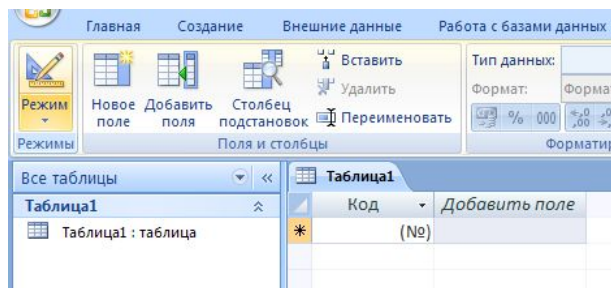 Главная Создание Внешние данные Работа с базами данных
Режим
Новое поле
Добавить поля
Столбец подстановок
Вставить
Удалить
Переименовать
Тип данных:
Формат:
% 000
Режимы
Поля и столбцы
Все таблицы
Таблица1
Таблица1 : таблица
Таблица1
Код Добавить поле
* (№)